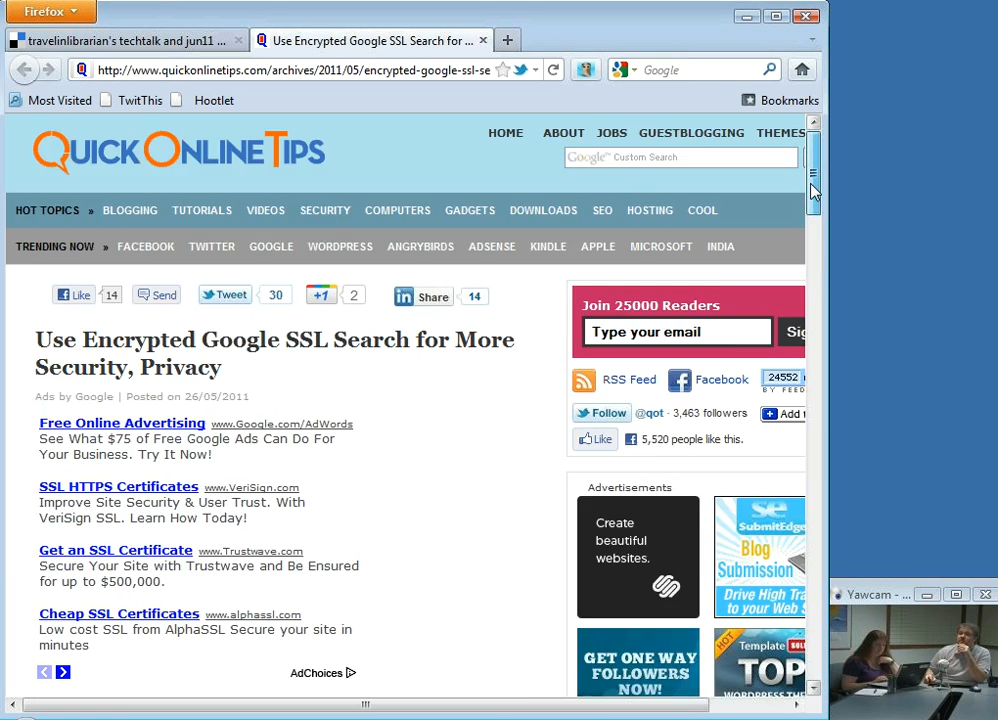 Firefox
travelinlibrarian's techtalk and jun11 ...
Use Encrypted Google SSL Search for ...
http://www.quickonlinetips.com/archives/2011/05/encrypted-google-ssl-se
Google
Most Visited
TwitThis
Hootlet
Bookmarks
QUICK ONLINE TIPS
HOME ABOUT JOBS GUESTBLOGGING THEMES
Google™ Custom Search
HOT TOPICS » BLOGGING TUTORIALS VIDEOS SECURITY COMPUTERS GADGETS DOWNLOADS SEO HOSTING COOL
TRENDING NOW » FACEBOOK TWITTER GOOGLE WORDPRESS ANGRYBIRDS ADSENSE KINDLE APPLE MICROSOFT INDIA
Like 14 Send Tweet 30 +1 2 in Share 14
Use Encrypted Google SSL Search for More
Security, Privacy
Ads by Google | Posted on 26/05/2011
Free Online Advertising www.Google.com/AdWords
See What $75 of Free Google Ads Can Do For
Your Business. Try It Now!
SSL HTTPS Certificates www.VeriSign.com
Improve Site Security & User Trust. With
VeriSign SSL. Learn How Today!
Get an SSL Certificate www.Trustwave.com
Secure Your Site with Trustwave and Be Ensured
for up to $500,000.
Cheap SSL Certificates www.alphassl.com
Low cost SSL from AlphaSSL Secure your site in
minutes
AdChoices
Join 25000 Readers
Type your email Sig
RSS Feed Facebook 24552
BY FEED
Follow @qot 3,463 followers Add t
Like 5,520 people like this.
Advertisements
Create
beautiful
websites.
se
SubmitEdge
Blog
Submission
Drive High Tra
to your Web S
GET ONE WAY
FOLLOWERS
NOW!
HOT
Template
TOP
WORDPRESS THE
Yawcam - ...